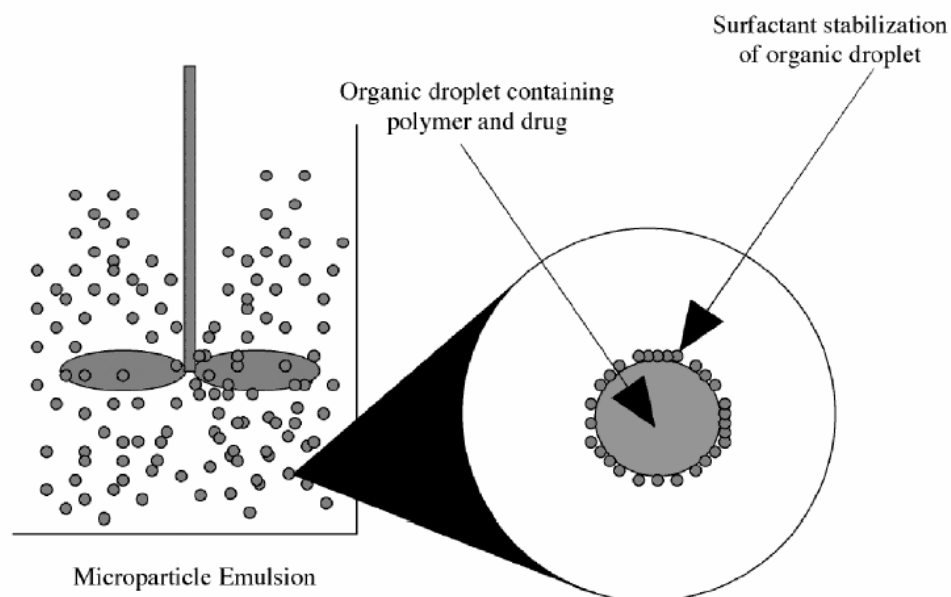 Surfactant stabilization
of organic droplet
Organic droplet containing
polymer and drug
Microparticle Emulsion